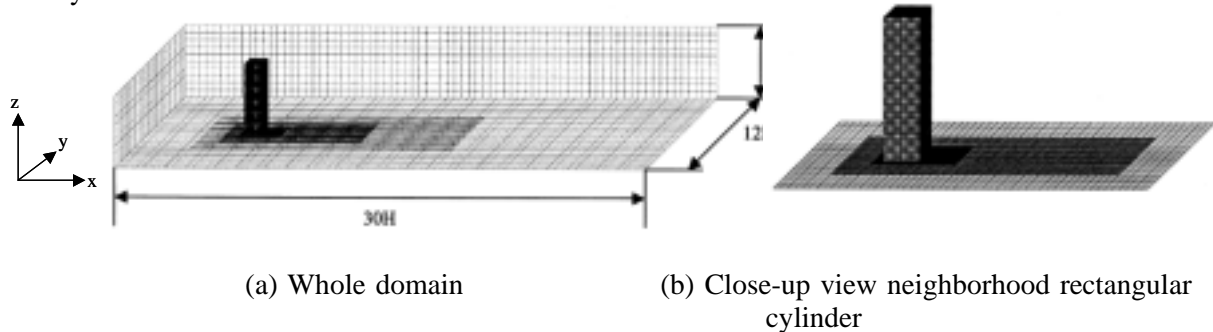 z
y
x
30H
(a) Whole domain
(b) Close-up view neighborhood rectangular
cylinder